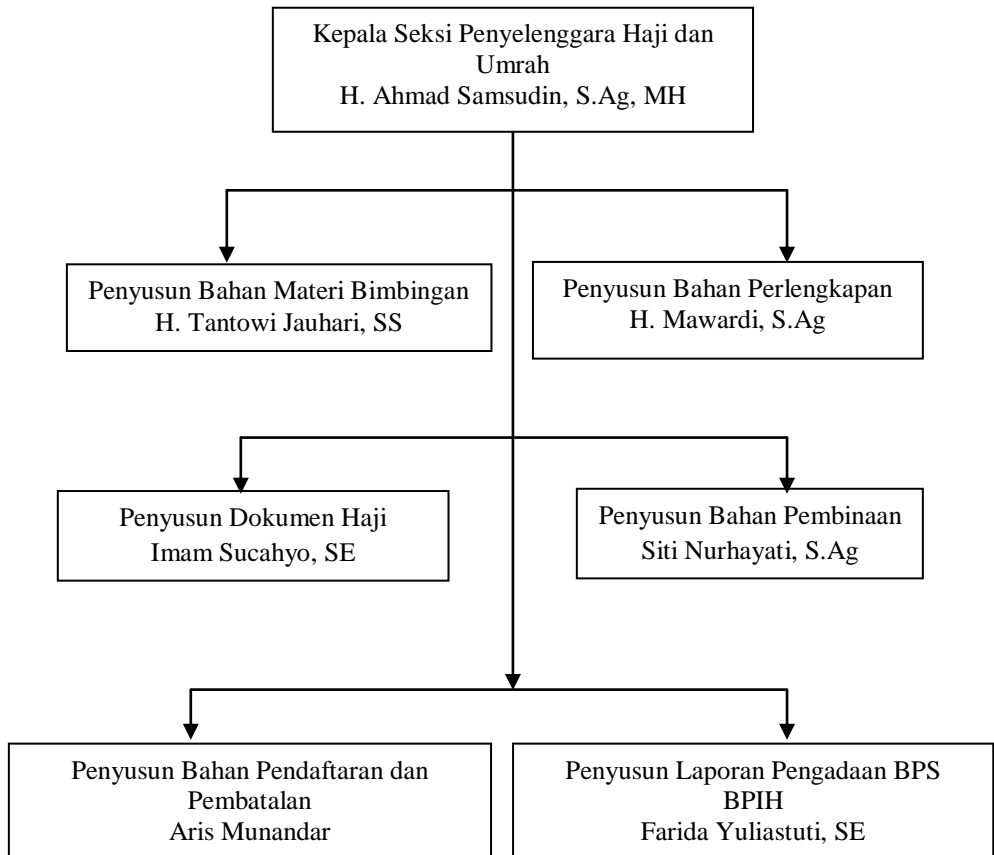 Kepala Seksi Penyelenggara Haji dan
Umrah
H. Ahmad Samsudin, S.Ag, MH
Penyusun Bahan Materi Bimbingan
H. Tantowi Jauhari, SS
Penyusun Bahan Perlengkapan
H. Mawardi, S.Ag
Penyusun Dokumen Haji
Imam Sucahyo, SE
Penyusun Bahan Pembinaan
Siti Nurhayati, S.Ag
Penyusun Bahan Pendaftaran dan
Pembatalan
Aris Munandar
Penyusun Laporan Pengadaan BPS
BPIH
Farida Yuliastuti, SE